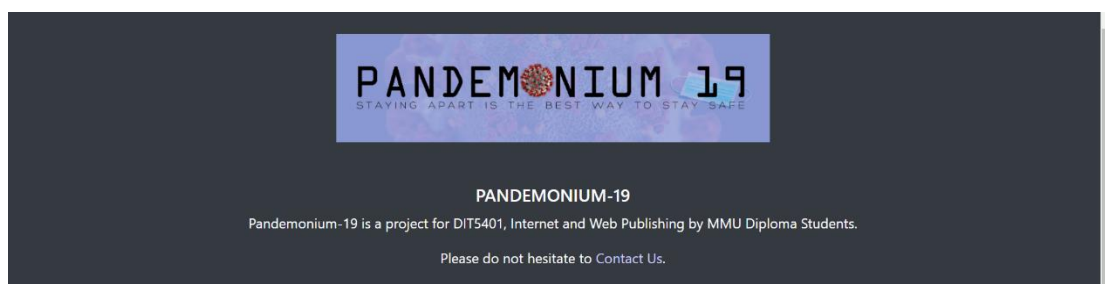 PANDEMONIUM 19
STAYING APART IS THE BEST WAY TO STAY SAFE
PANDEMONIUM-19
Pandemonium-19 is a project for DIT5401, Internet and Web Publishing by MMU Diploma Students.
Please do not hesitate to Contact Us.